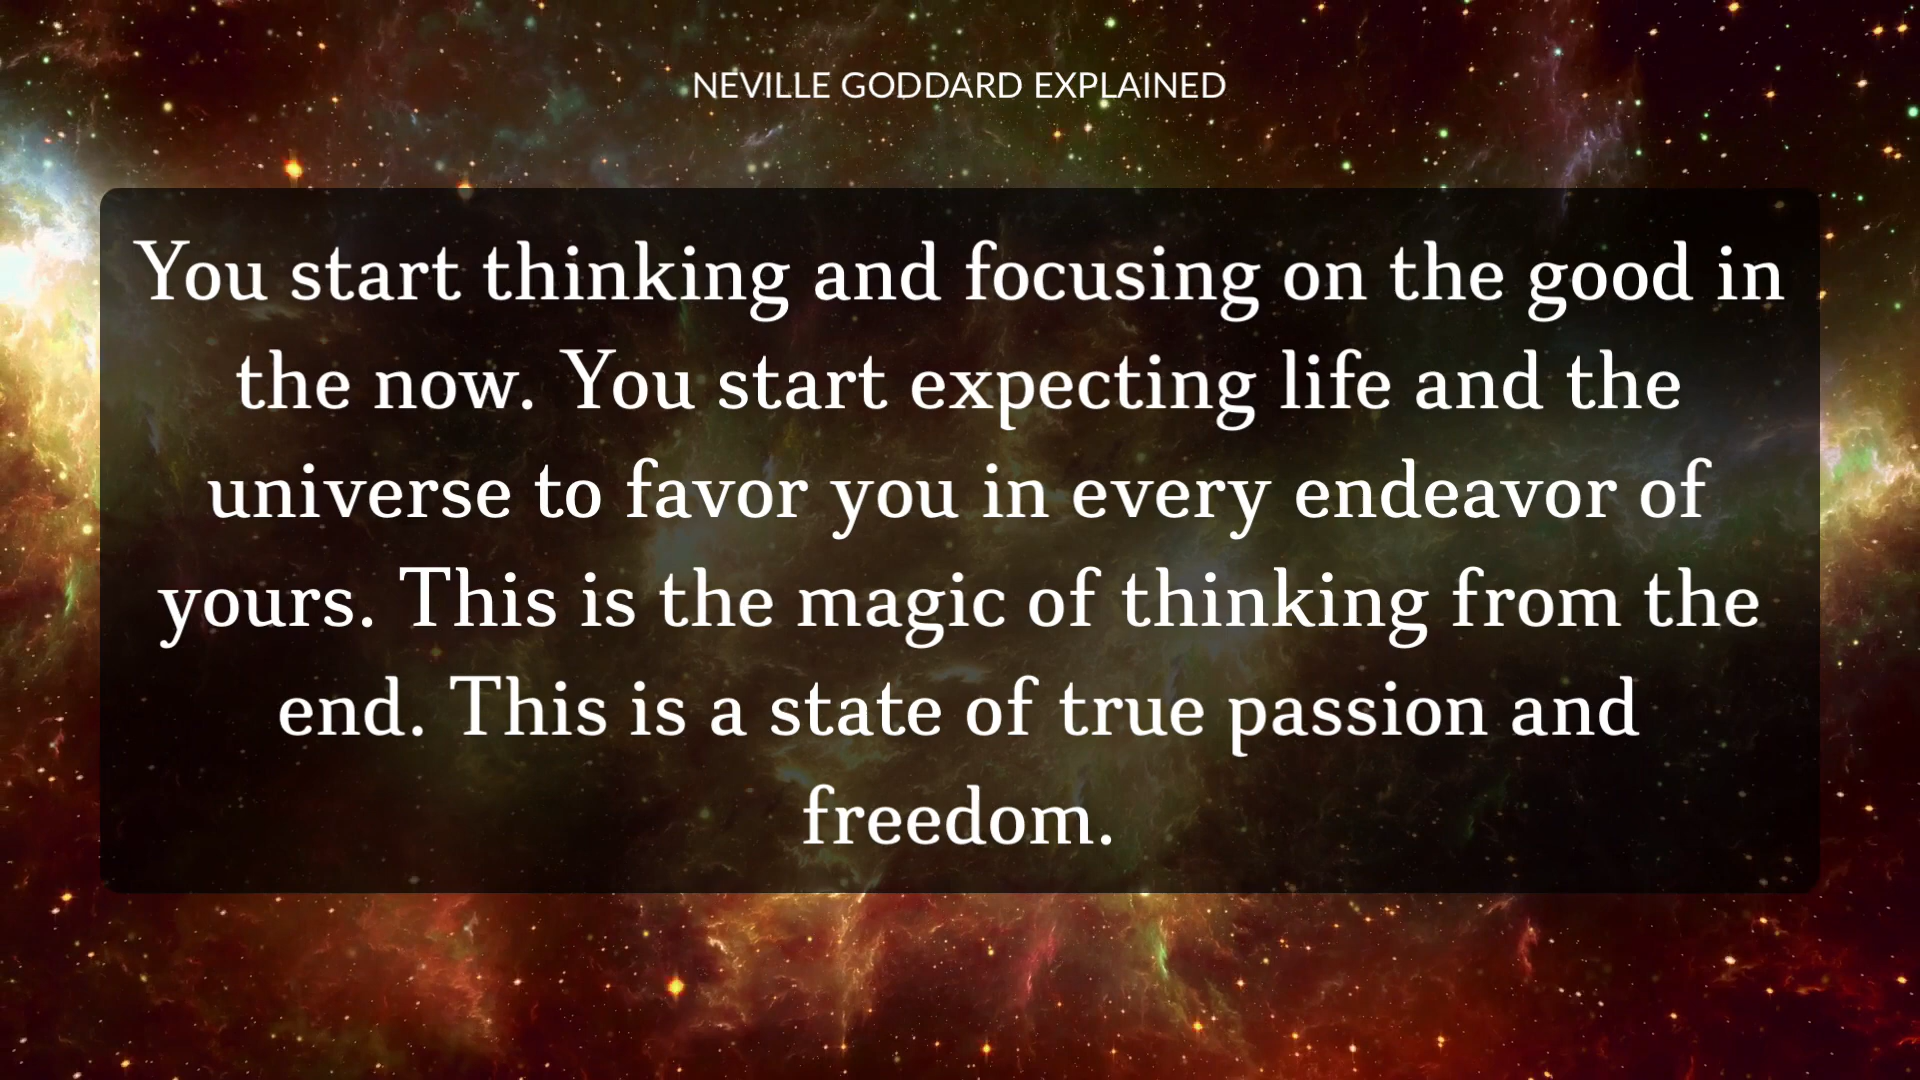 NEVILLE GODDARD EXPLAINED
You start thinking and focusing on the good in
the now. You start expecting life and the
universe to favor you in every endeavor of
yours. This is the magic of thinking from the
end. This is a state of true passion and
freedom.